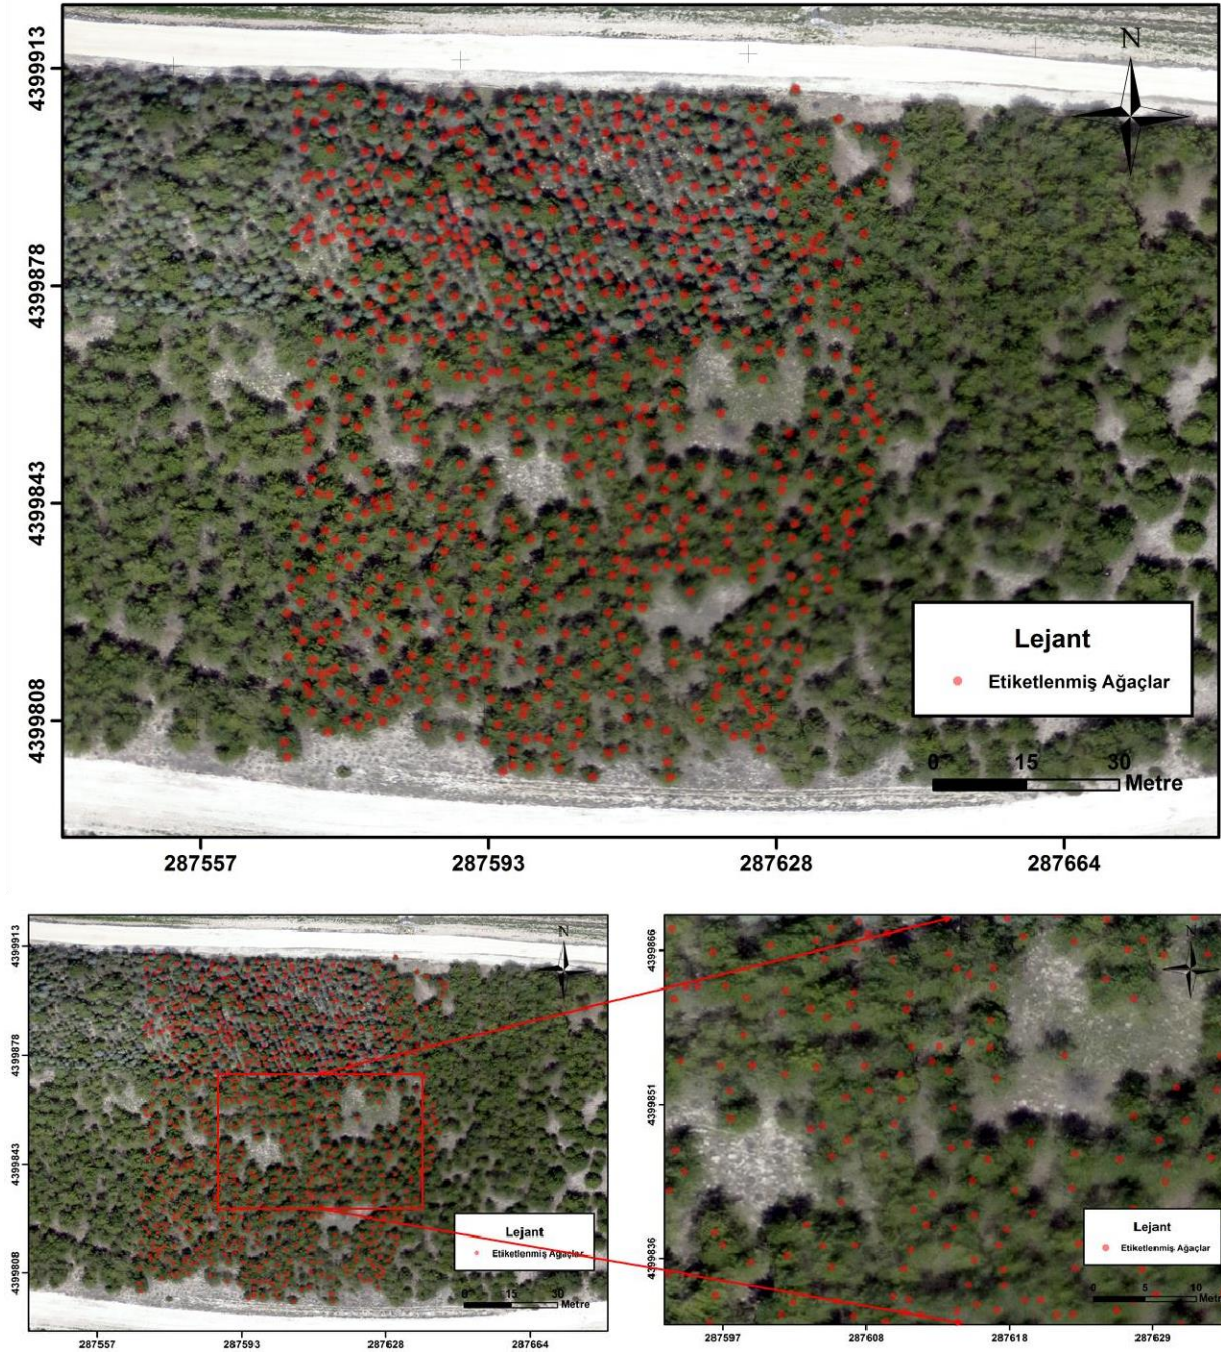 N
4399913
4399878
4399843
4399808
Lejant
Etiketlenmiş Ağaçlar
0 15 30
Metre
287557 287593 287628 287664
N
4399913
4399878
4399843
4399808
Lejant
Etiketlenmiş Ağaçlar
0 15 30
Metre
287557 287593 287628 287664
N
4399866
4399851
4399836
Lejant
Etiketlenmiş Ağaçlar
0 5 10
Metre
287597 287608 287618 287629